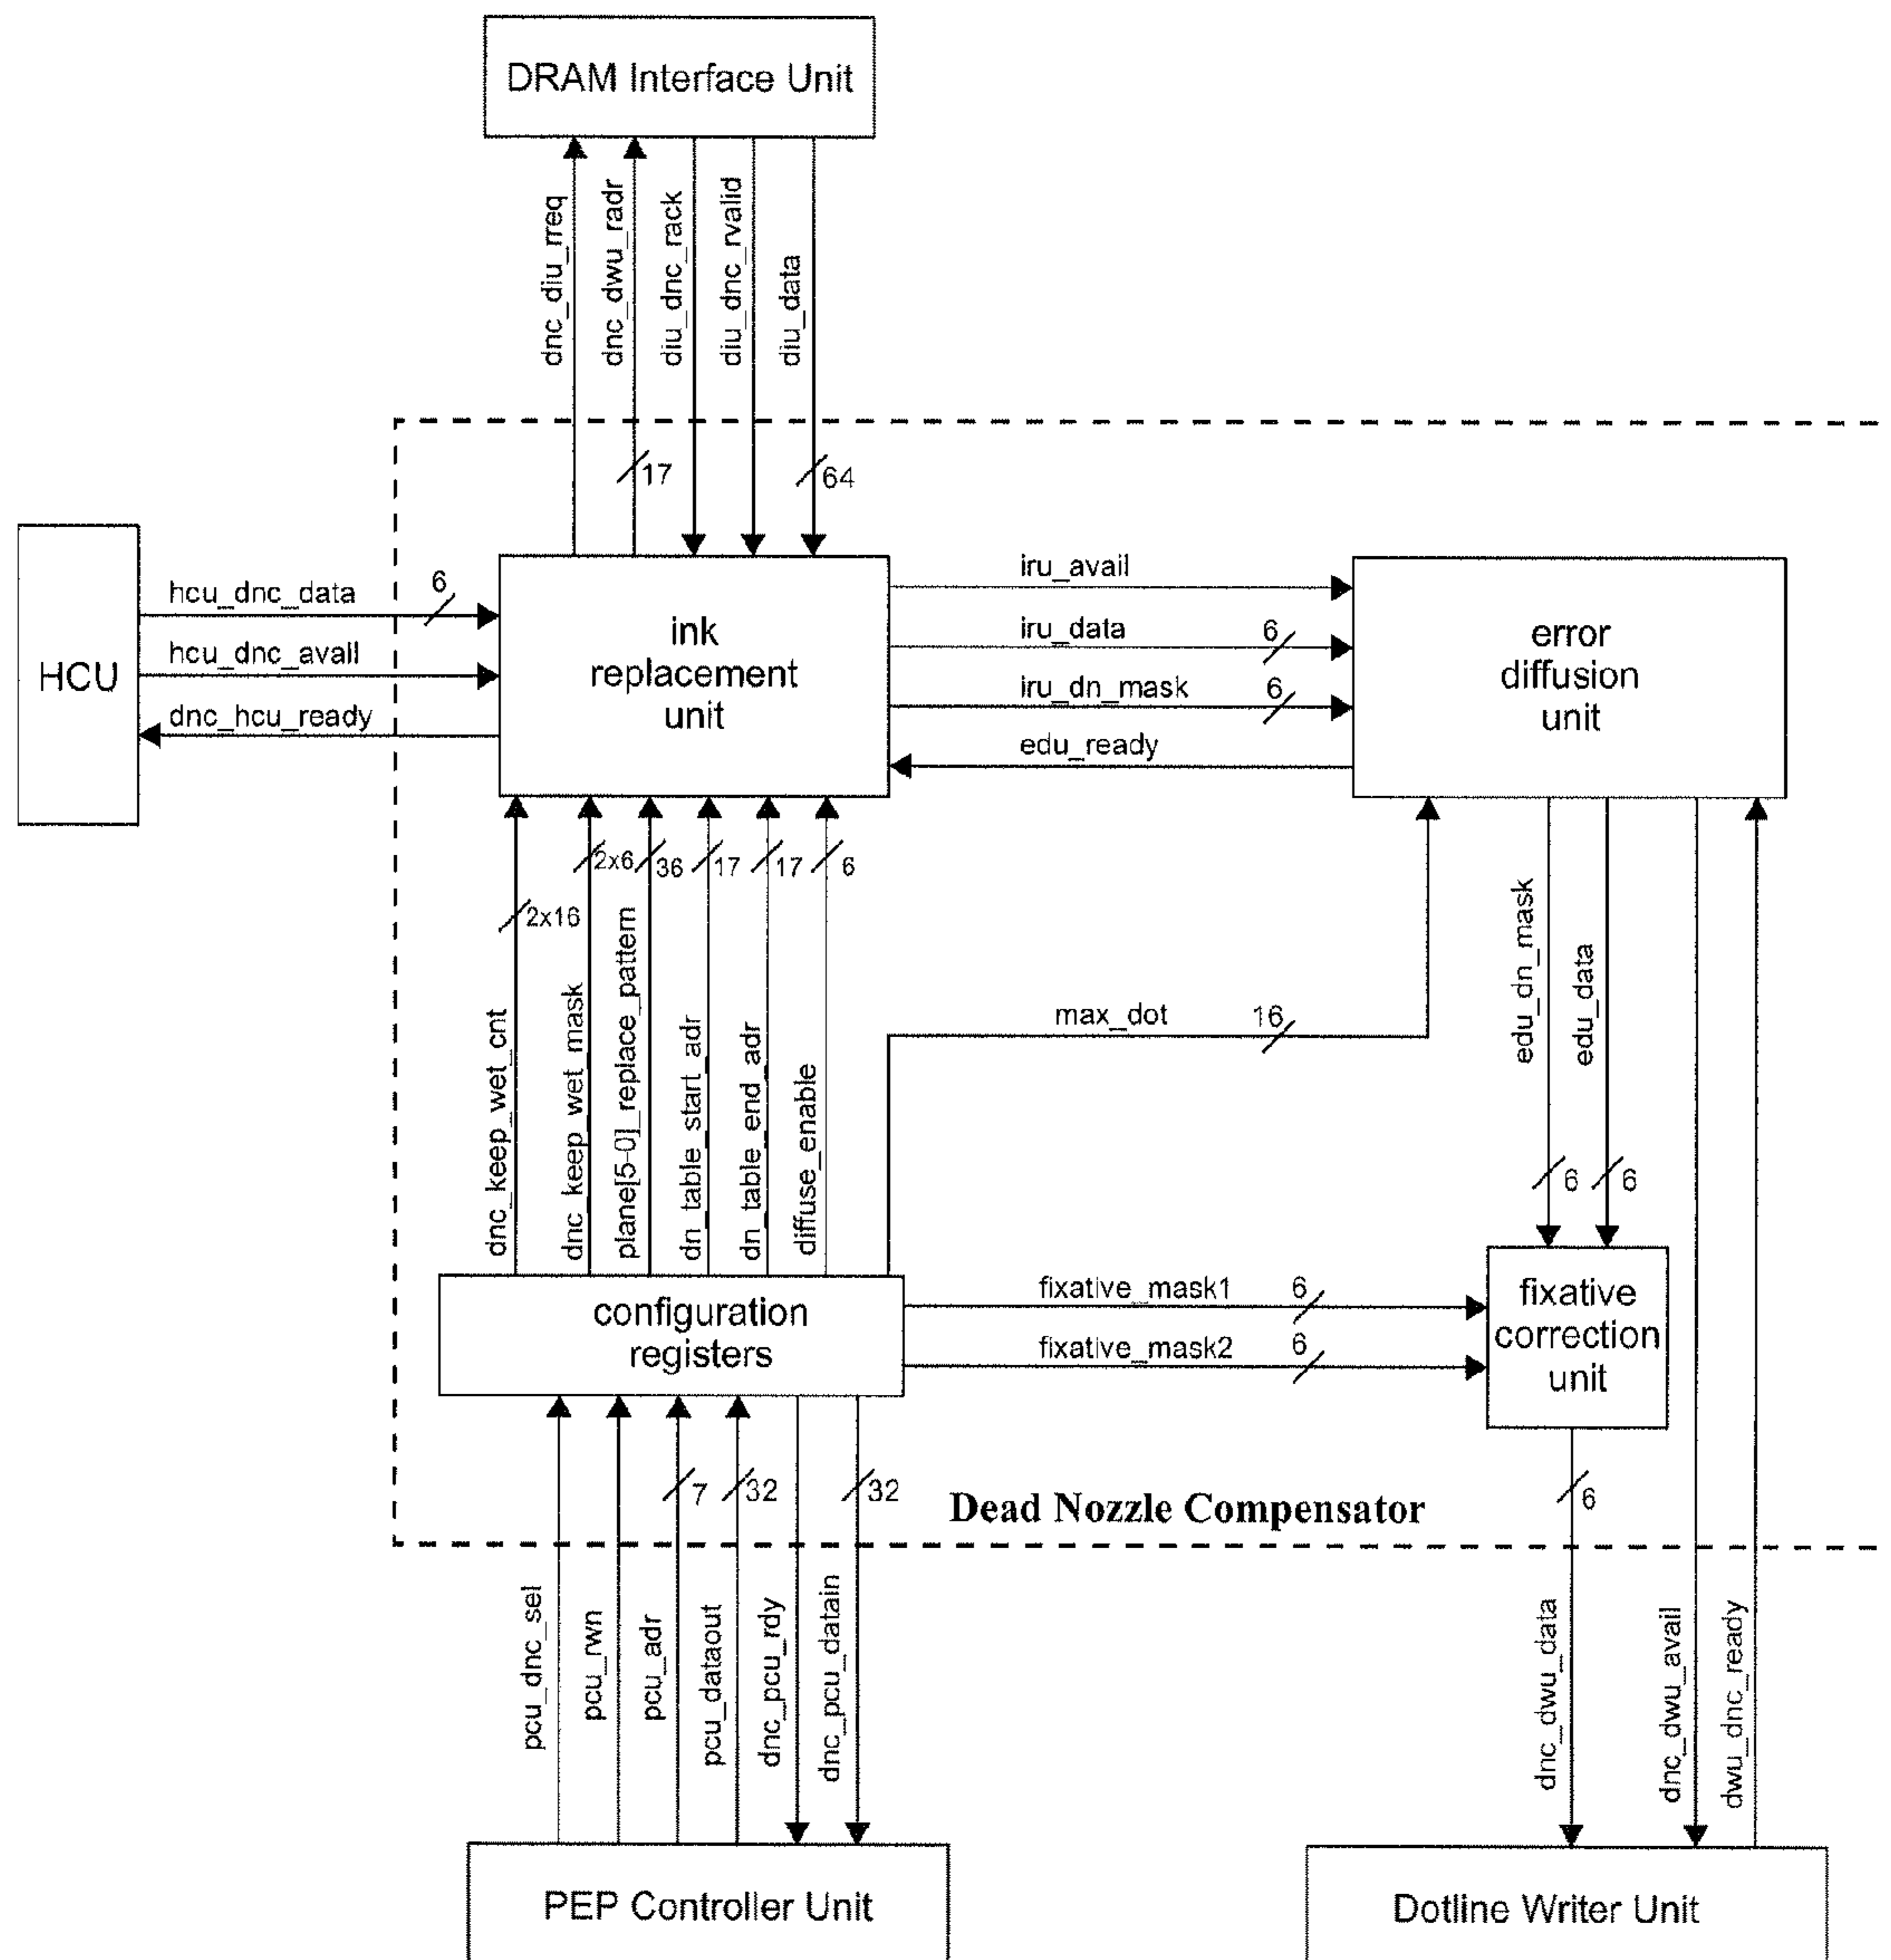 DRAM Interface Unit
dnc_diu_rreq
dnc_dwu_radr
diu_dnc_rack
diu_dnc_rvalid
diu_data
17
64
HCU
hcu_dnc_data
6
hcu_dnc_avail
dnc_hcu_ready
ink
replacement
unit
iru_avail
iru_data
6
iru_dn_mask
6
edu_ready
error
diffusion
unit
2x16
2x6
36
17
17
6
dnc_keep_wet_cnt
dnc_keep_wet_mask
plane[5-0]_replace_pattern
dn_table_start_adr
dn_table_end_adr
diffuse_enable
max_dot
16
edu_dn_mask
edu_data
6
6
configuration
registers
fixative_mask1
6
fixative_mask2
6
fixative
correction
unit
7
32
32
6
Dead Nozzle Compensator
pcu_dnc_sel
pcu_rwn
pcu_adr
pcu_dataout
dnc_pcu_rdy
dnc_pcu_datain
dnc_dwu_data
dnc_dwu_avail
dwu_dnc_ready
PEP Controller Unit
Dotline Writer Unit